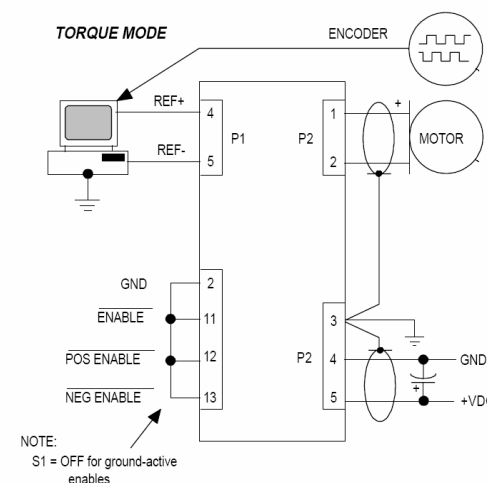 TORQUE MODE
ENCODER
REF+
4
P1
REF-
5
P2
1
+
MOTOR
2
GND
2
ENABLE
11
POS ENABLE
12
NEG ENABLE
13
3
P2
4
GND
+
5
+VD
NOTE:
S1 = OFF for ground-active
enables